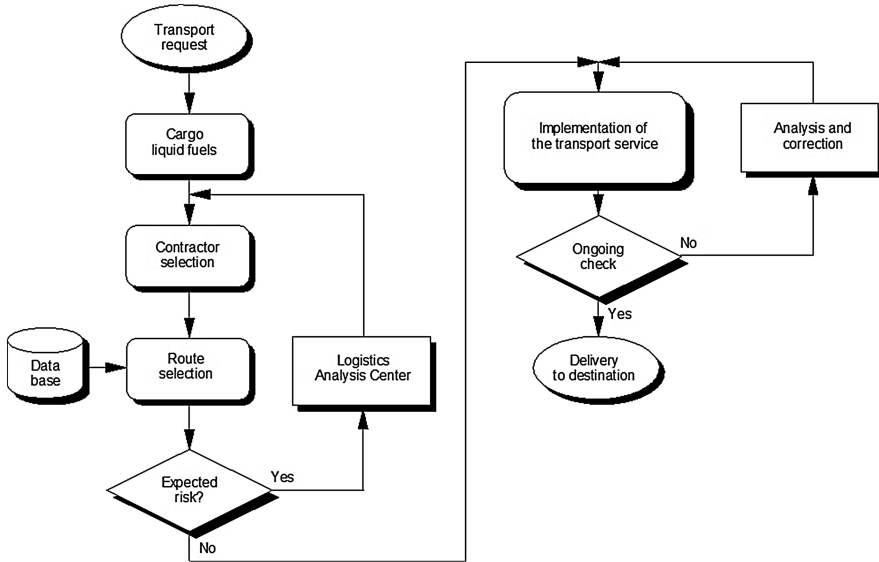 Transport
request
Cargo
liquid fuels
Contractor
selection
Data
base
Route
selection
Logistics
Analysis Center
Expected
risk?
Yes
No
Implementation of
the transport service
Analysis and
correction
Ongoing
check
No
Yes
Delivery
to destination